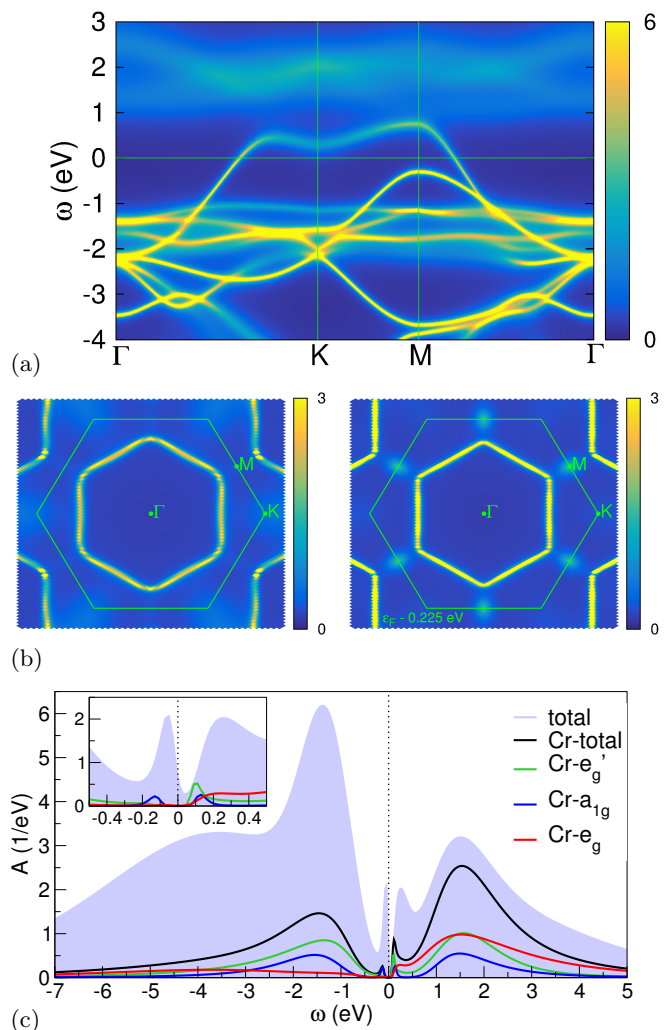 3
2
1
0
-1
-2
-3
-4
ω (eV)
Γ K M Γ
6
0
(a)
Γ
M
K
3
0
Γ
M
K
ε_F - 0.225 eV
3
0
(b)
A (1/eV)
6
5
4
3
2
1
0
2
1
0
-0.4 -0.2 0 0.2 0.4
total
Cr-total
Cr-e_g'
Cr-a_1g
Cr-e_g
-7 -6 -5 -4 -3 -2 -1 0 1 2 3 4 5
ω (eV)
(c)